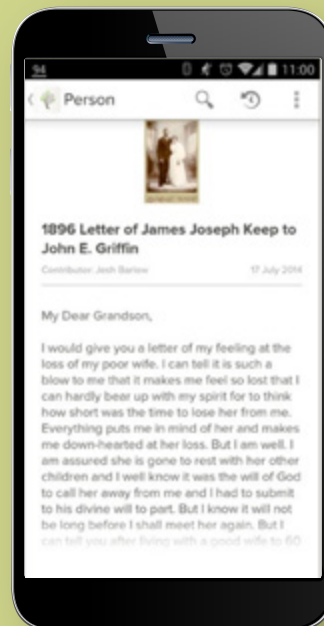 94 11:00
Person
1896 Letter of James Joseph Keep to
John E. Griffin
Contributor: Josh Barlow 17 July 2014
My Dear Grandson,
I would give you a letter of my feeling at the
loss of my poor wife. I can tell it is such a
blow to me that it makes me feel so lost that I
can hardly bear up with my spirit for to think
how short was the time to lose her from me.
Everything puts me in mind of her and makes
me down-hearted at her loss. But I am well. I
am assured she is gone to rest with her other
children and I well know it was the will of God
to call her away from me and I had to submit
to his divine will to part. But I know it will not
be long before I shall meet her again. But I
can tell you after living with a good wife to 60